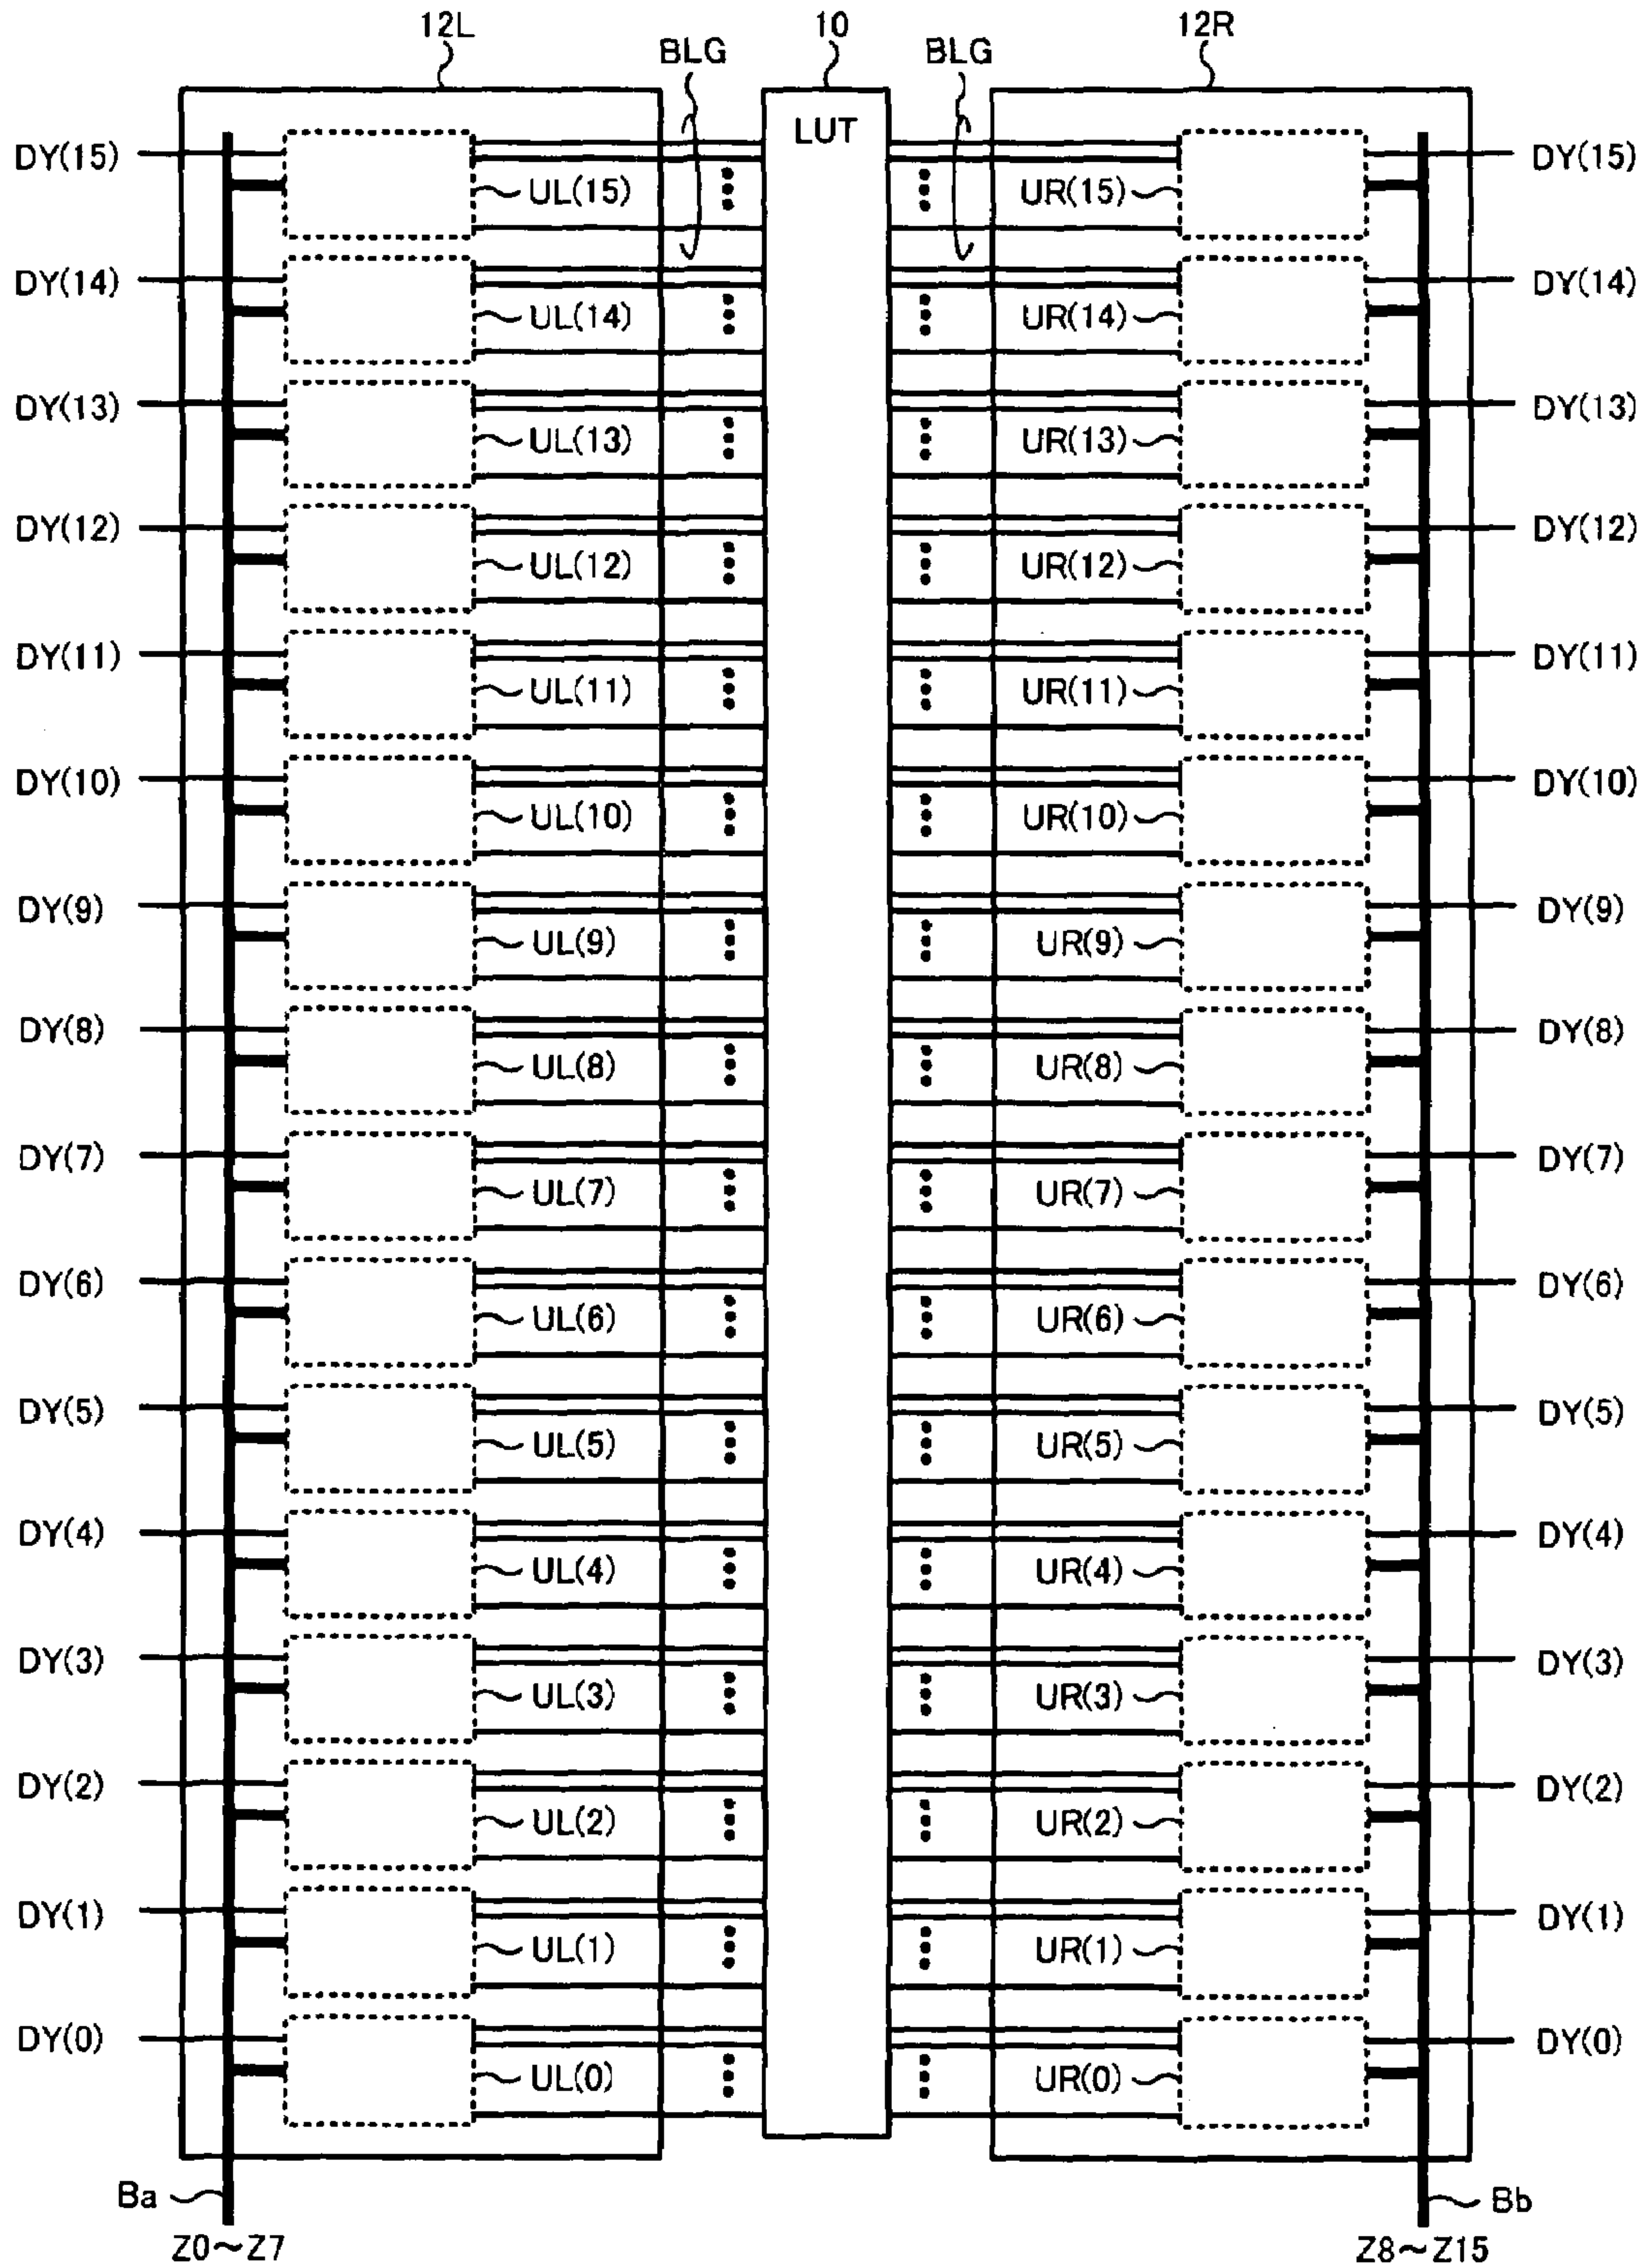 12L 10 12R
BLG BLG
LUT
DY(15) UL(15) UR(15) DY(15)
DY(14) UL(14) UR(14) DY(14)
DY(13) UL(13) UR(13) DY(13)
DY(12) UL(12) UR(12) DY(12)
DY(11) UL(11) UR(11) DY(11)
DY(10) UL(10) UR(10) DY(10)
DY(9) UL(9) UR(9) DY(9)
DY(8) UL(8) UR(8) DY(8)
DY(7) UL(7) UR(7) DY(7)
DY(6) UL(6) UR(6) DY(6)
DY(5) UL(5) UR(5) DY(5)
DY(4) UL(4) UR(4) DY(4)
DY(3) UL(3) UR(3) DY(3)
DY(2) UL(2) UR(2) DY(2)
DY(1) UL(1) UR(1) DY(1)
DY(0) UL(0) UR(0) DY(0)
Ba Bb
Z0～Z7 Z8～Z15